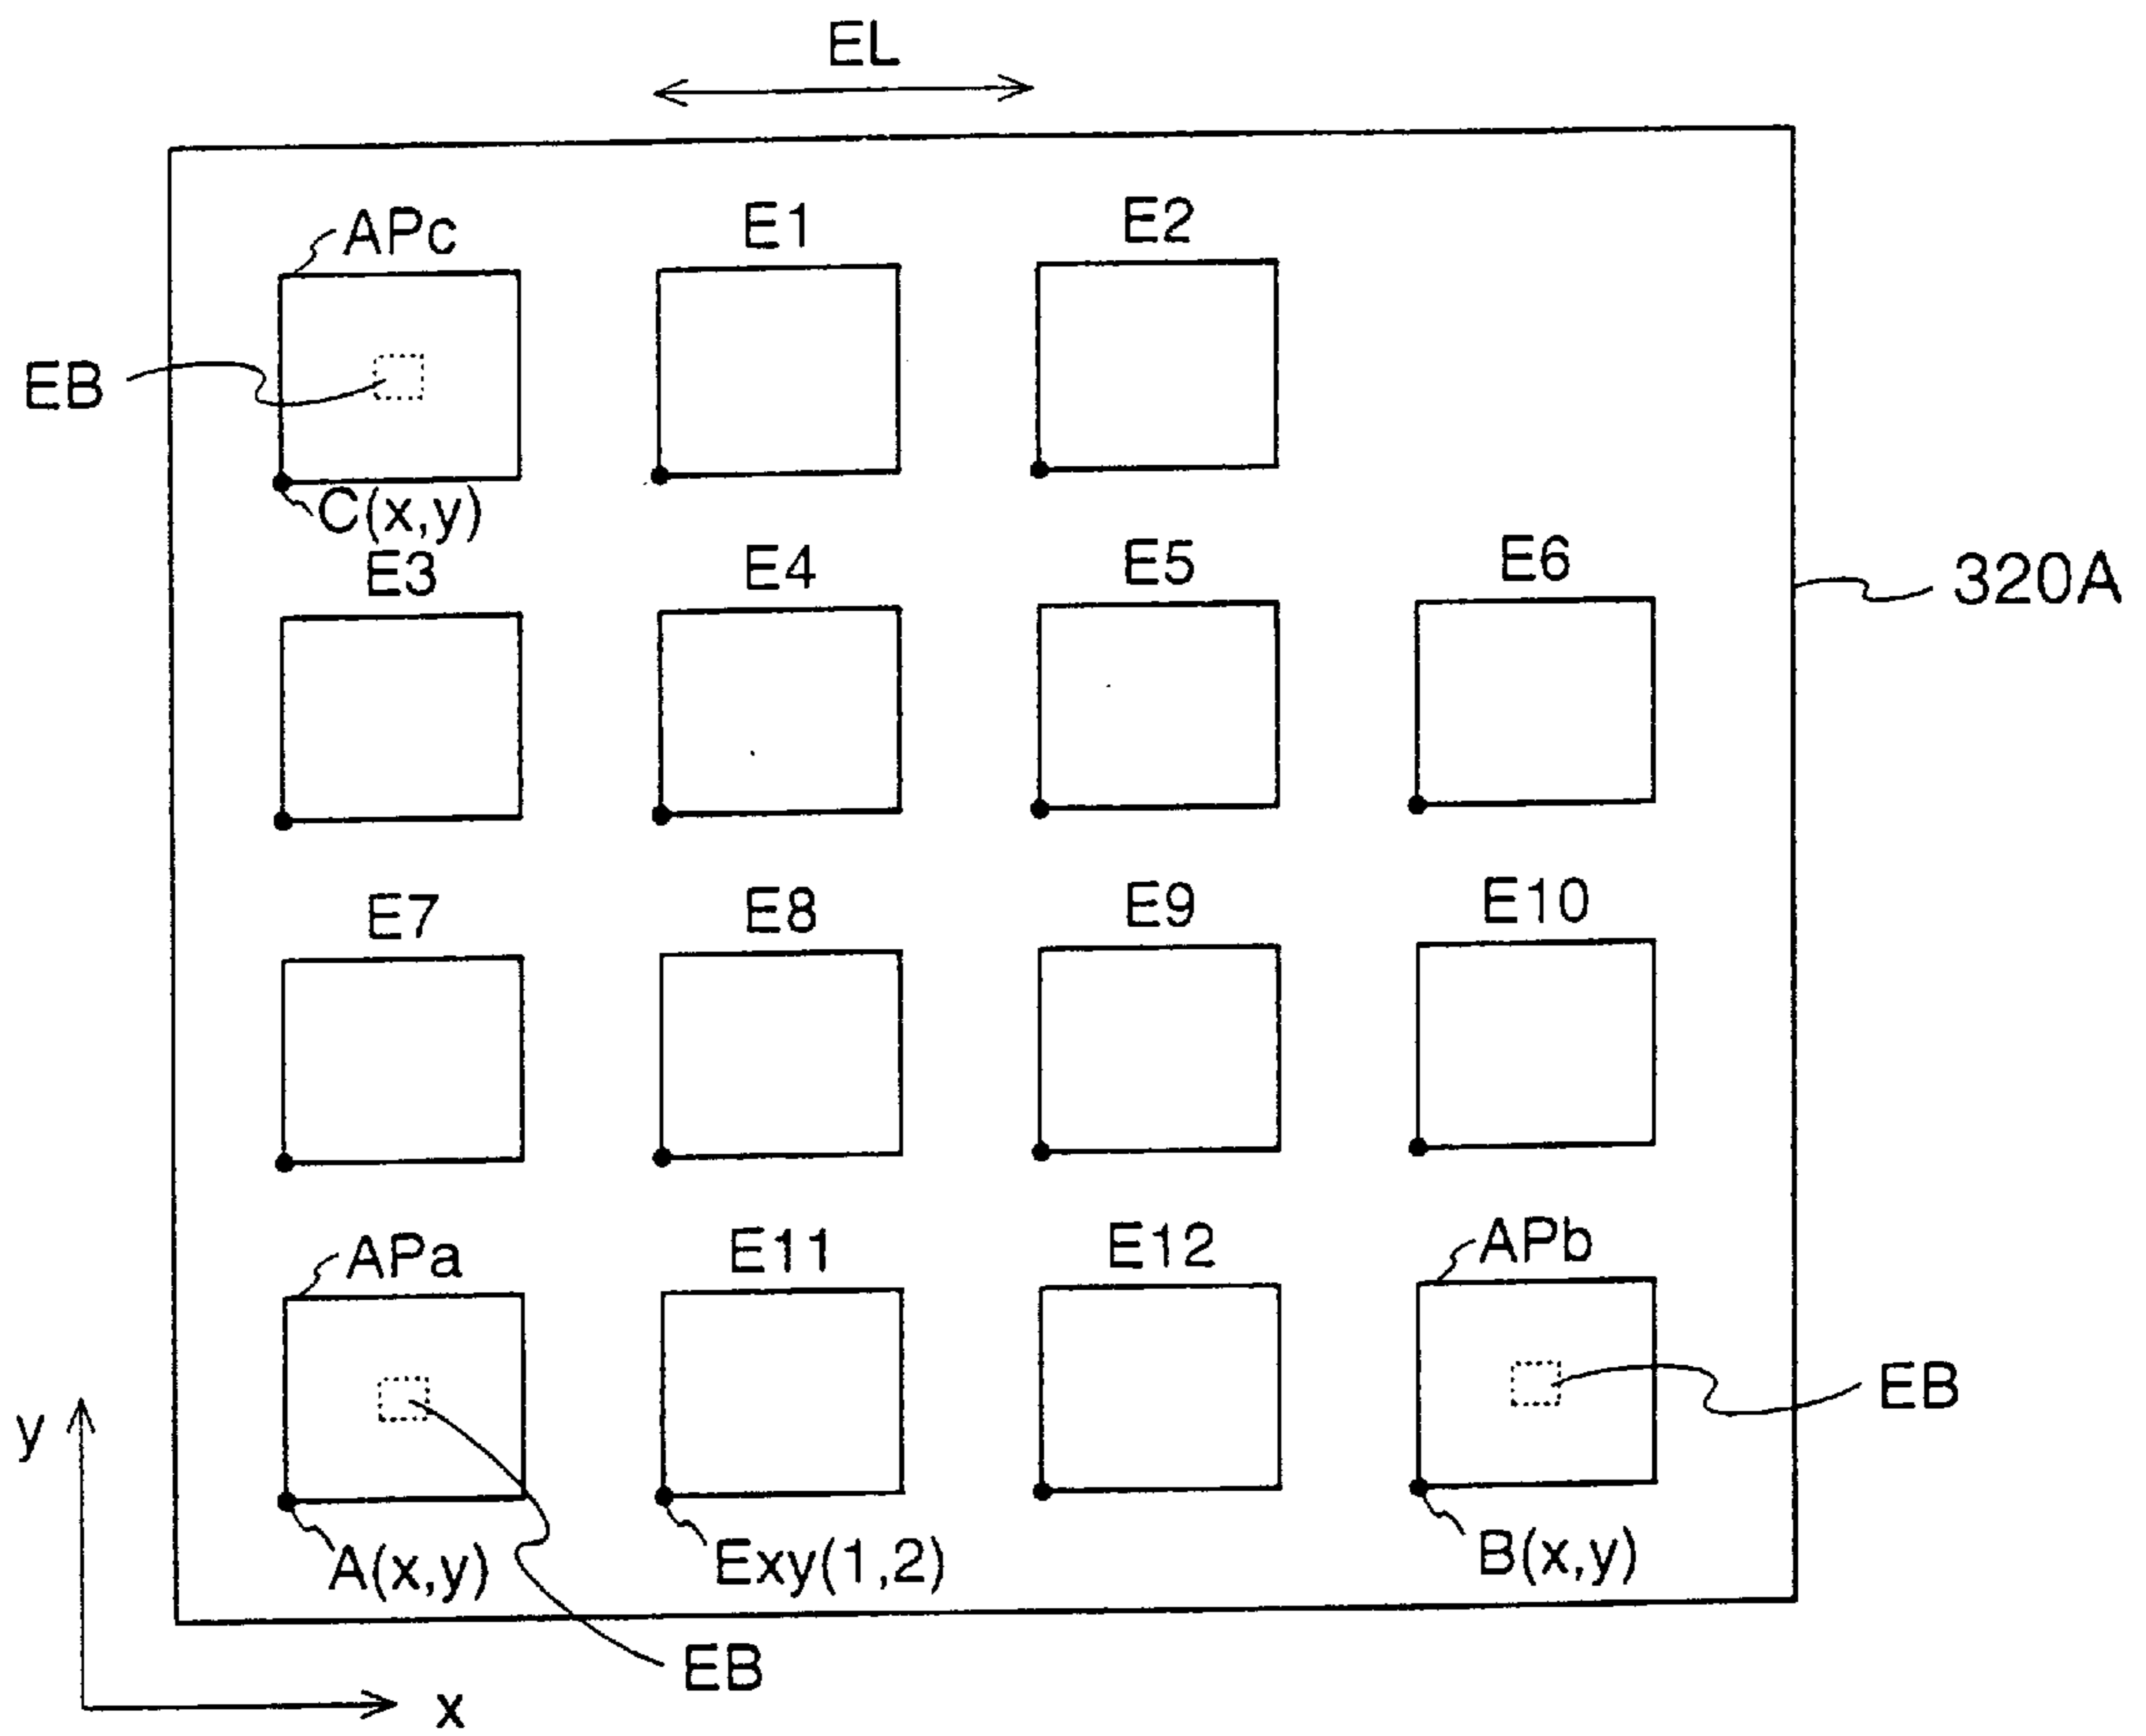 EL
APc
E1
E2
EB
C(x,y)
E3
E4
E5
E6
320A
E7
E8
E9
E10
APa
E11
E12
APb
EB
y
A(x,y)
Exy(1,2)
B(x,y)
EB
x